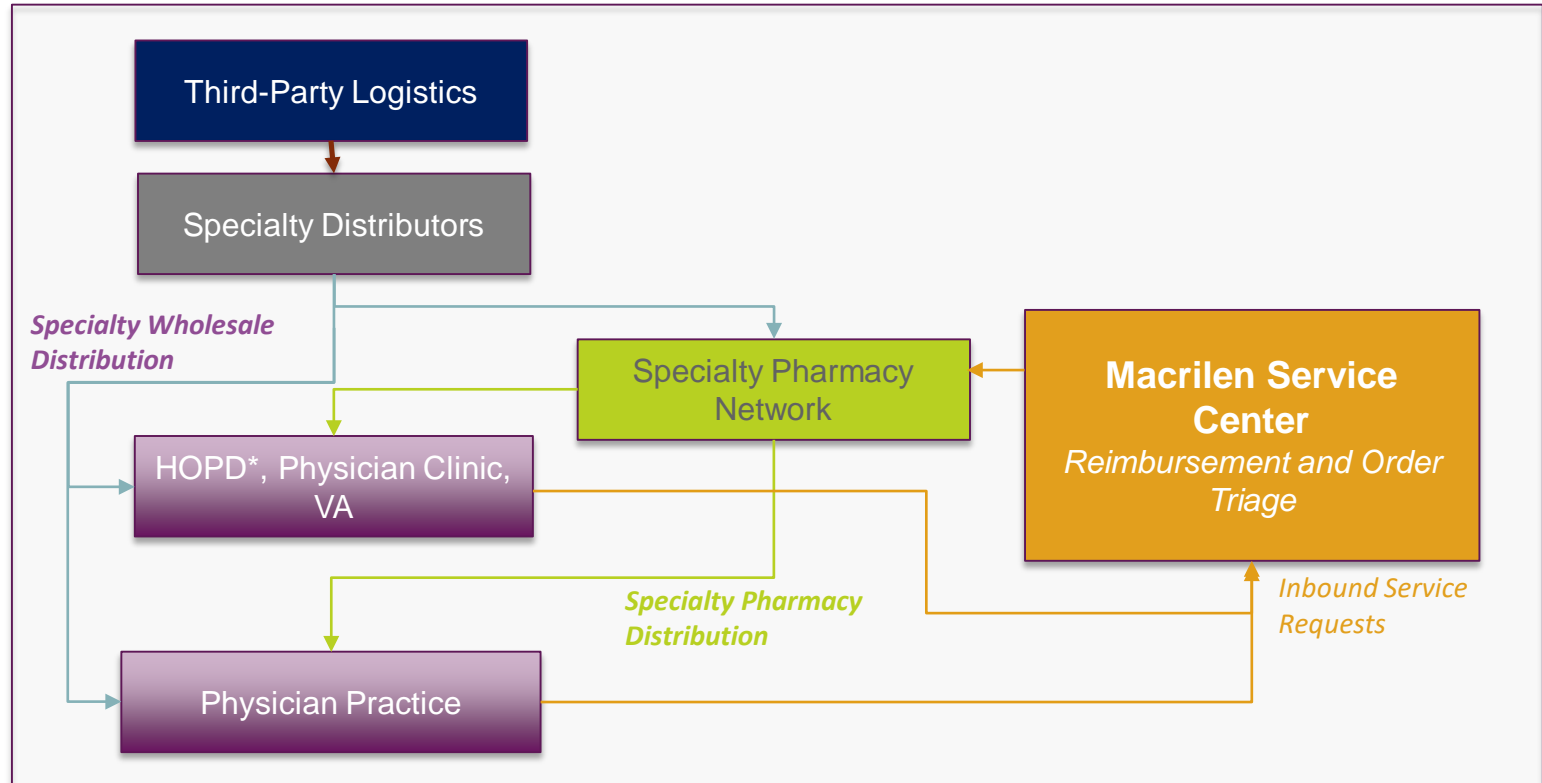 Third-Party Logistics
Specialty Distributors
Specialty Wholesale
Distribution
Specialty Pharmacy
Network
Macrilen Service
Center
Reimbursement and Order
Triage
HOPD*, Physician Clinic,
VA
Specialty Pharmacy
Distribution
Inbound Service
Requests
Physician Practice